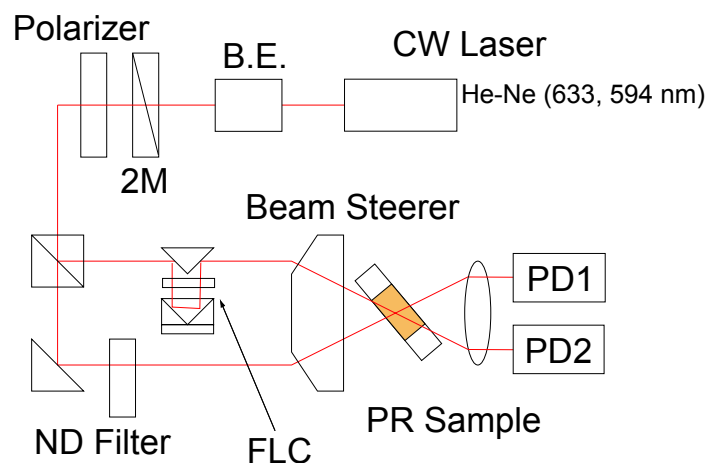 Polarizer
B.E.
CW Laser
He-Ne (633, 594 nm)
2M
Beam Steerer
PD1
PD2
ND Filter
FLC
PR Sample